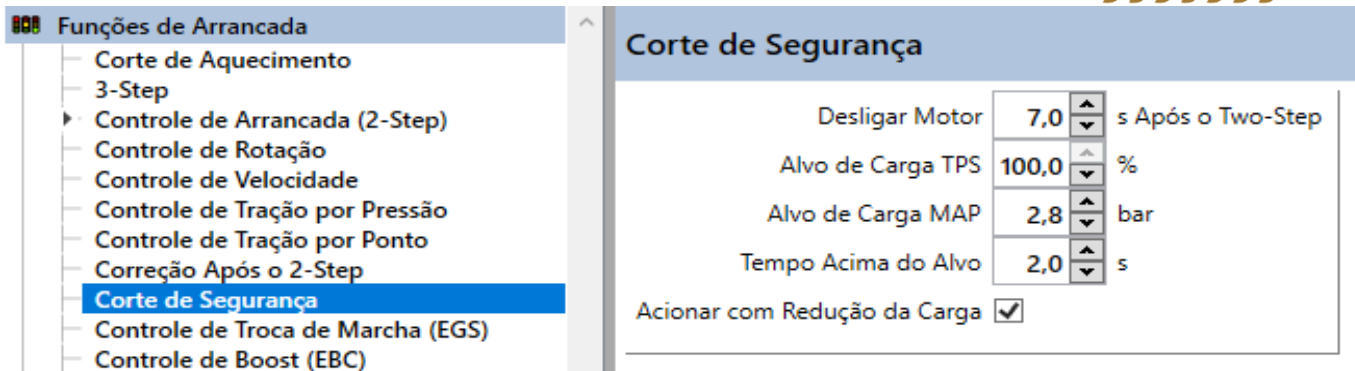 Funções de Arrancada
Corte de Aquecimento
3-Step
Controle de Arrancada (2-Step)
Controle de Rotação
Controle de Velocidade
Controle de Tração por Pressão
Controle de Tração por Ponto
Correção Após o 2-Step
Corte de Segurança
Controle de Troca de Marcha (EGS)
Controle de Boost (EBC)
Corte de Segurança
Desligar Motor 7,0 s Após o Two-Step
Alvo de Carga TPS 100,0 %
Alvo de Carga MAP 2,8 bar
Tempo Acima do Alvo 2,0 s
Acionar com Redução da Carga